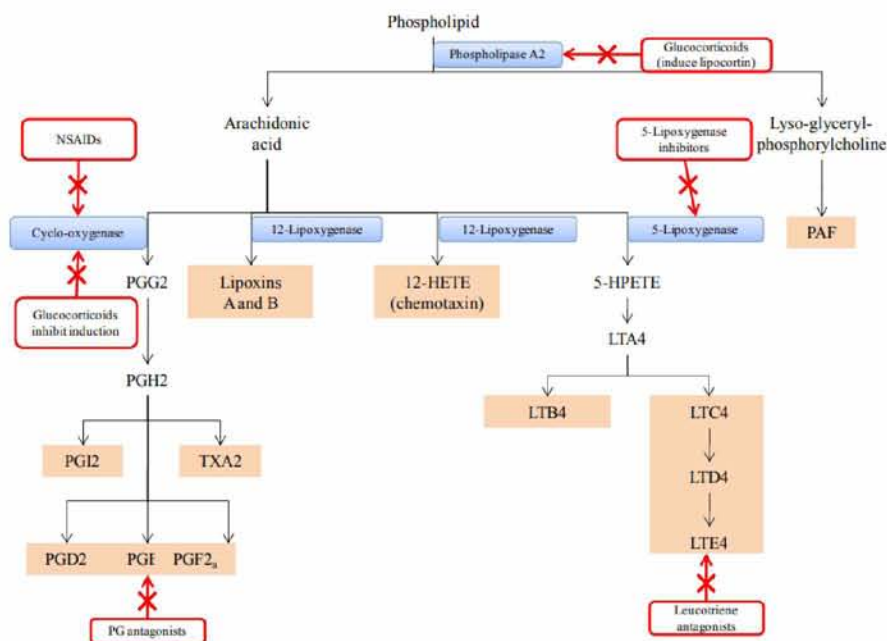 Phospholipid
Phospholipase A2
Glucocorticoids
(induce lipocortin)
Arachidonic
acid
Lyso-glyceryl-
phosphorylcholine
NSAIDs
5-Lipoxygenase
inhibitors
Cyclo-oxygenase
12-Lipoxygenase
12-Lipoxygenase
5-Lipoxygenase
PAF
PGG2
Lipoxins
A and B
12-HETE
(chemotaxin)
5-HPETE
Glucocorticoids
inhibit induction
LTA4
PGH2
LTB4
LTC4
PGI2
TXA2
LTD4
LTE4
PGD2
PGE
PGF2a
PG antagonists
Leucotriene
antagonists